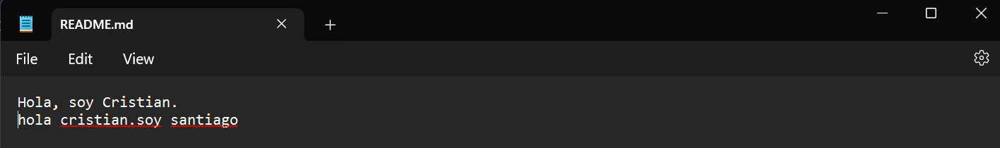 README.md
File Edit View
Hola, soy Cristian.
hola cristian.soy santiago